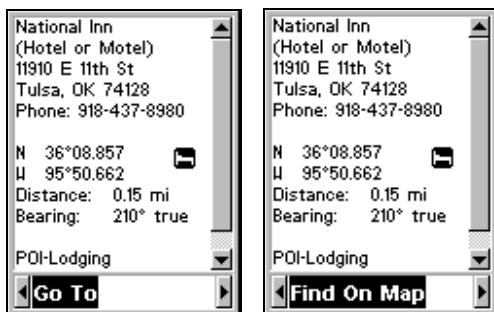 National Inn
(Hotel or Motel)
11910 E 11th St
Tulsa, OK 74128
Phone: 918-437-8980
N 36°08.857
W 95°50.662
Distance: 0.15 mi
Bearing: 210° true
POI-Lodging
Go To
National Inn
(Hotel or Motel)
11910 E 11th St
Tulsa, OK 74128
Phone: 918-437-8980
N 36°08.857
W 95°50.662
Distance: 0.15 mi
Bearing: 210° true
POI-Lodging
Find On Map